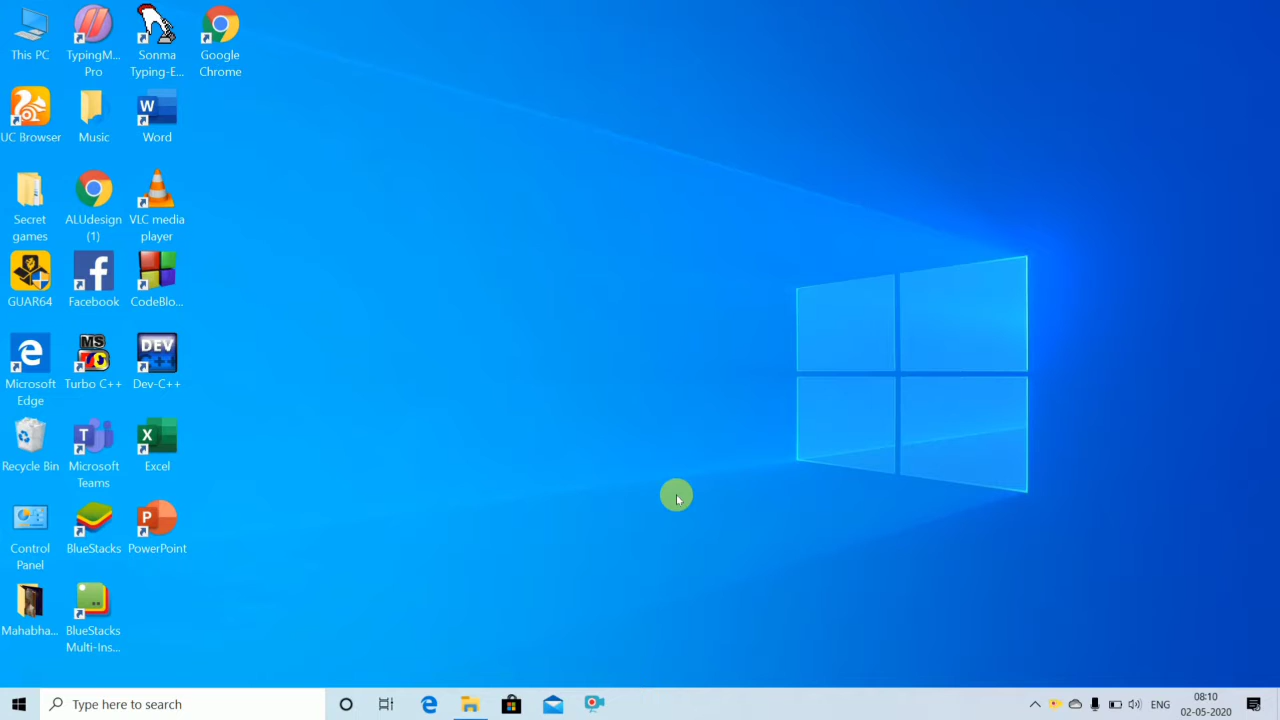 This PC
TypingM...
Pro
Sonma
Typing-E...
Google
Chrome
UC Browser
Music
W
Word
Secret
games
ALUdesign
(1)
VLC media
player
GUAR64
Facebook
CodeBlo...
Microsoft
Edge
MS
Turbo C++
DEV
C++
Dev-C++
Recycle Bin
T
Microsoft
Teams
X
Excel
Control
Panel
BlueStacks
P
PowerPoint
Mahabha...
BlueStacks
Multi-Ins...
Type here to search
ENG
08:10
02-05-2020